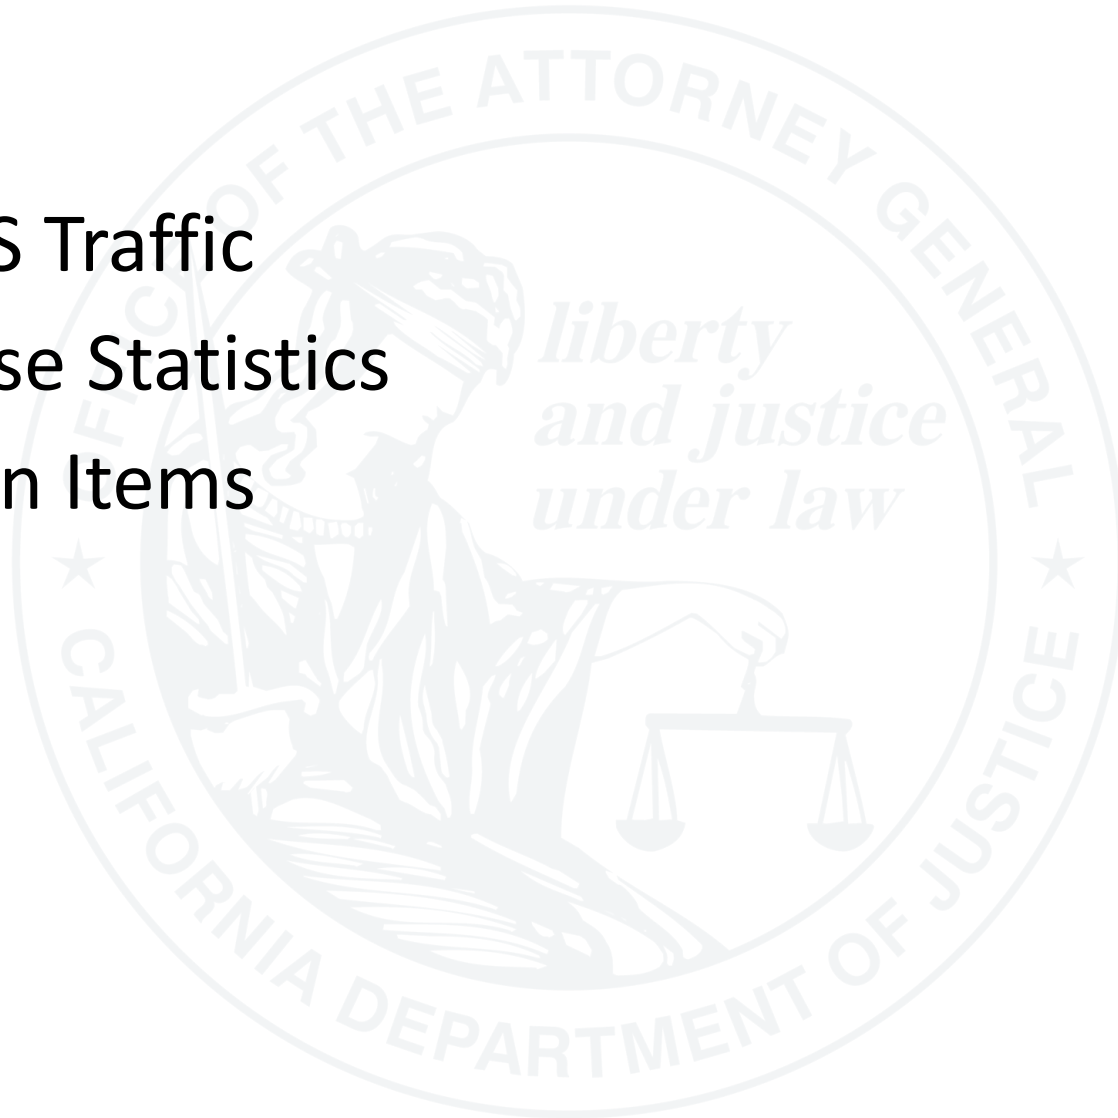 S Traffic
se Statistics
n Items
OFFICE OF THE ATTORNEY GENERAL
liberty
and justice
under law
CALIFORNIA DEPARTMENT OF JUSTICE